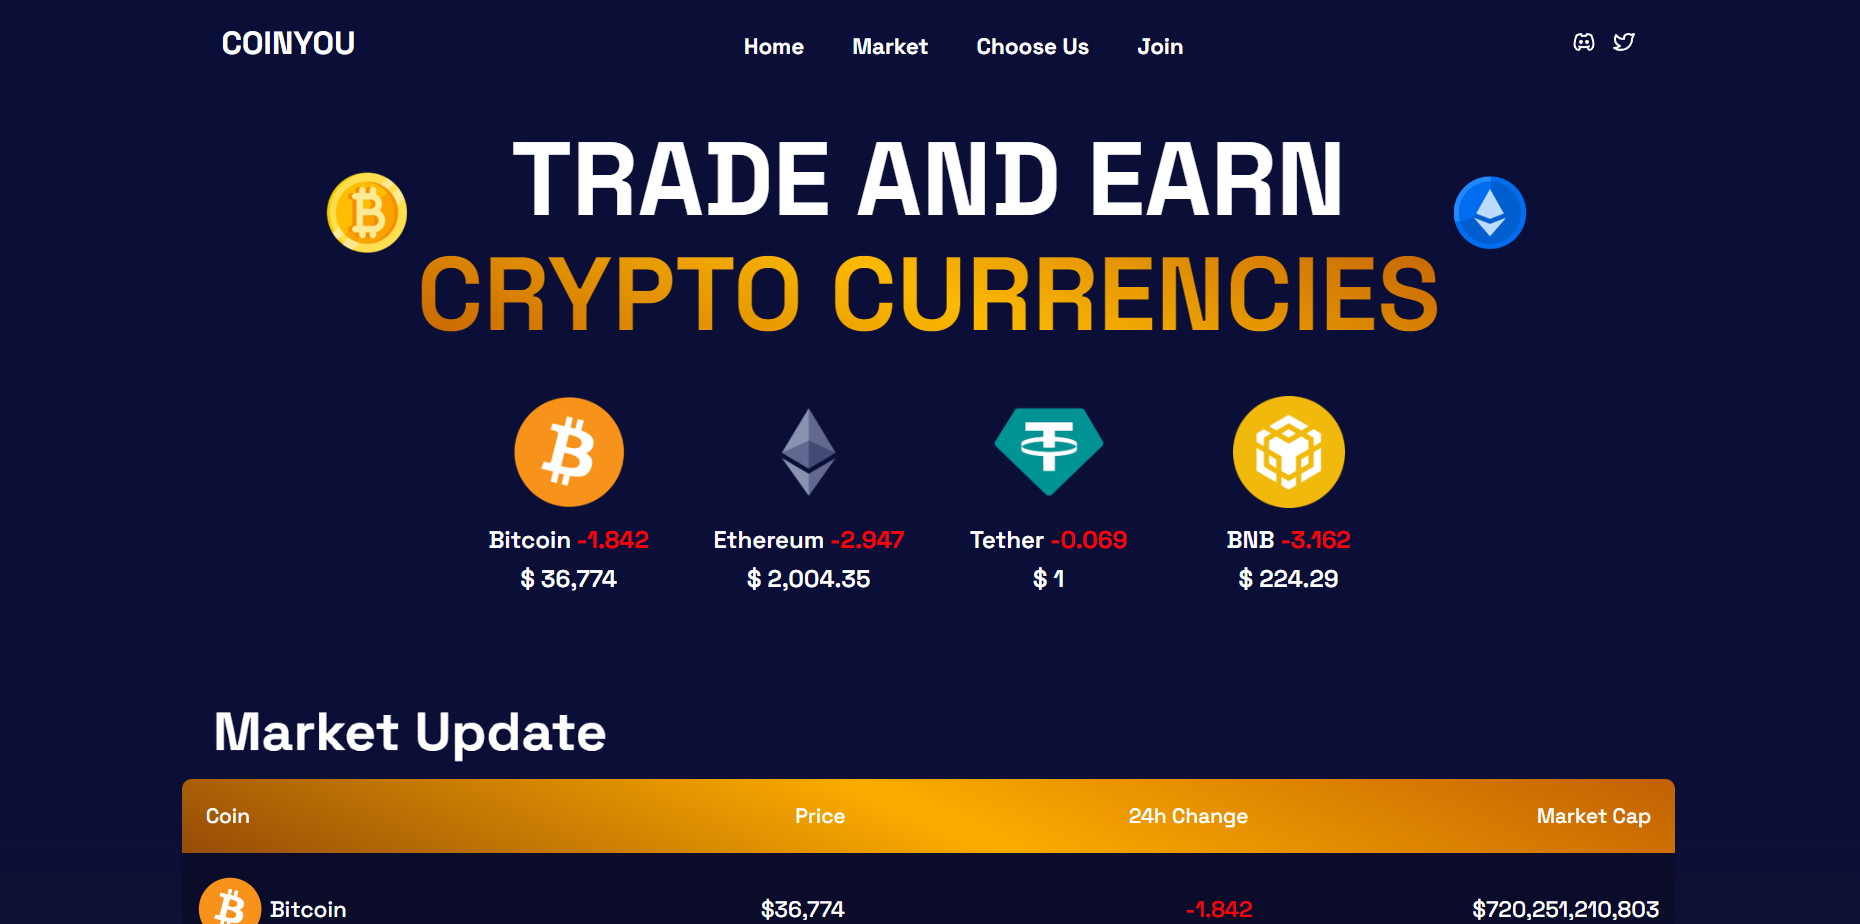 COINYOU
Home Market Choose Us Join
TRADE AND EARN
CRYPTO CURRENCIES
Bitcoin -1.842 Ethereum -2.947 Tether -0.069 BNB -3.162
$ 36,774 $ 2,004.35 $ 1 $ 224.29
Market Update
Coin Price 24h Change Market Cap
Bitcoin $36,774 -1.842 $720,251,210,803